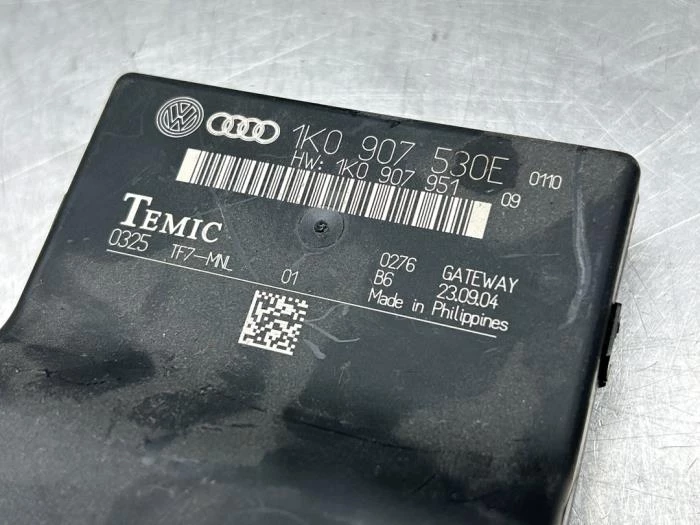 1K0 907 530E 0110
HW: 1K0 907 951 09
TEMIC
0325 TF7-MNL 01 0276 GATEWAY
B6 23.09.04
Made in Philippines